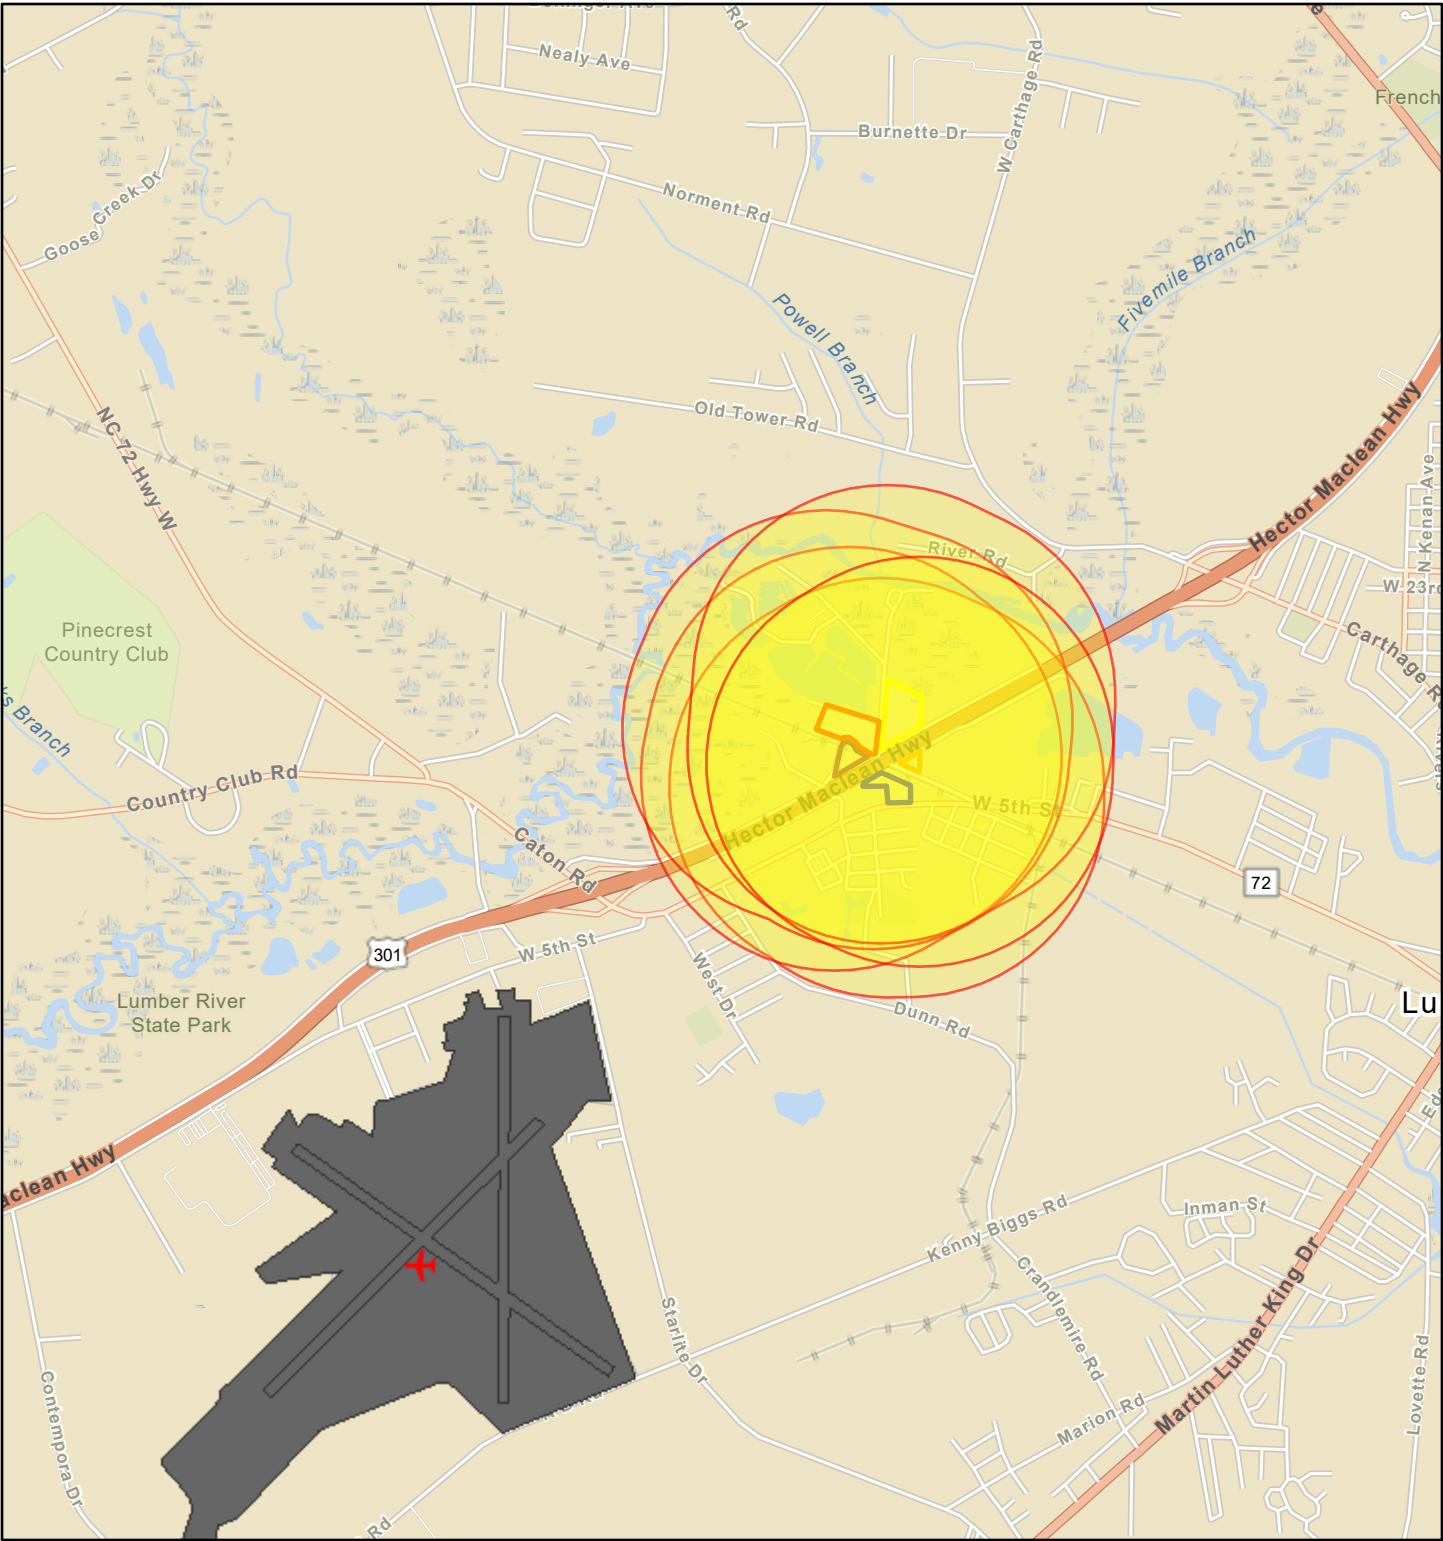 Nealy Ave
Rd
W Carthage Rd
French
Burnette Dr
Norment Rd
Goose Creek Dr
Fivemile Branch
Powell Branch
Hector Maclean Hwy
NC-72 Hwy W
Old Tower Rd
N Kenan Ave
River Rd
W 23rd
Pinecrest
Country Club
Carthage R
ks Branch
Country Club Rd
Hector Maclean Hwy
W 5th St
Caton Rd
72
301
W 5th St
West Dr
Lumber River
State Park
Dunn Rd
Lu
aclean Hwy
Kenny Biggs Rd
Inman St
Crandlemire Rd
Martin Luther King Dr
Starlite Dr
Contempora Dr
Marion Rd
Lovette Rd
Rd